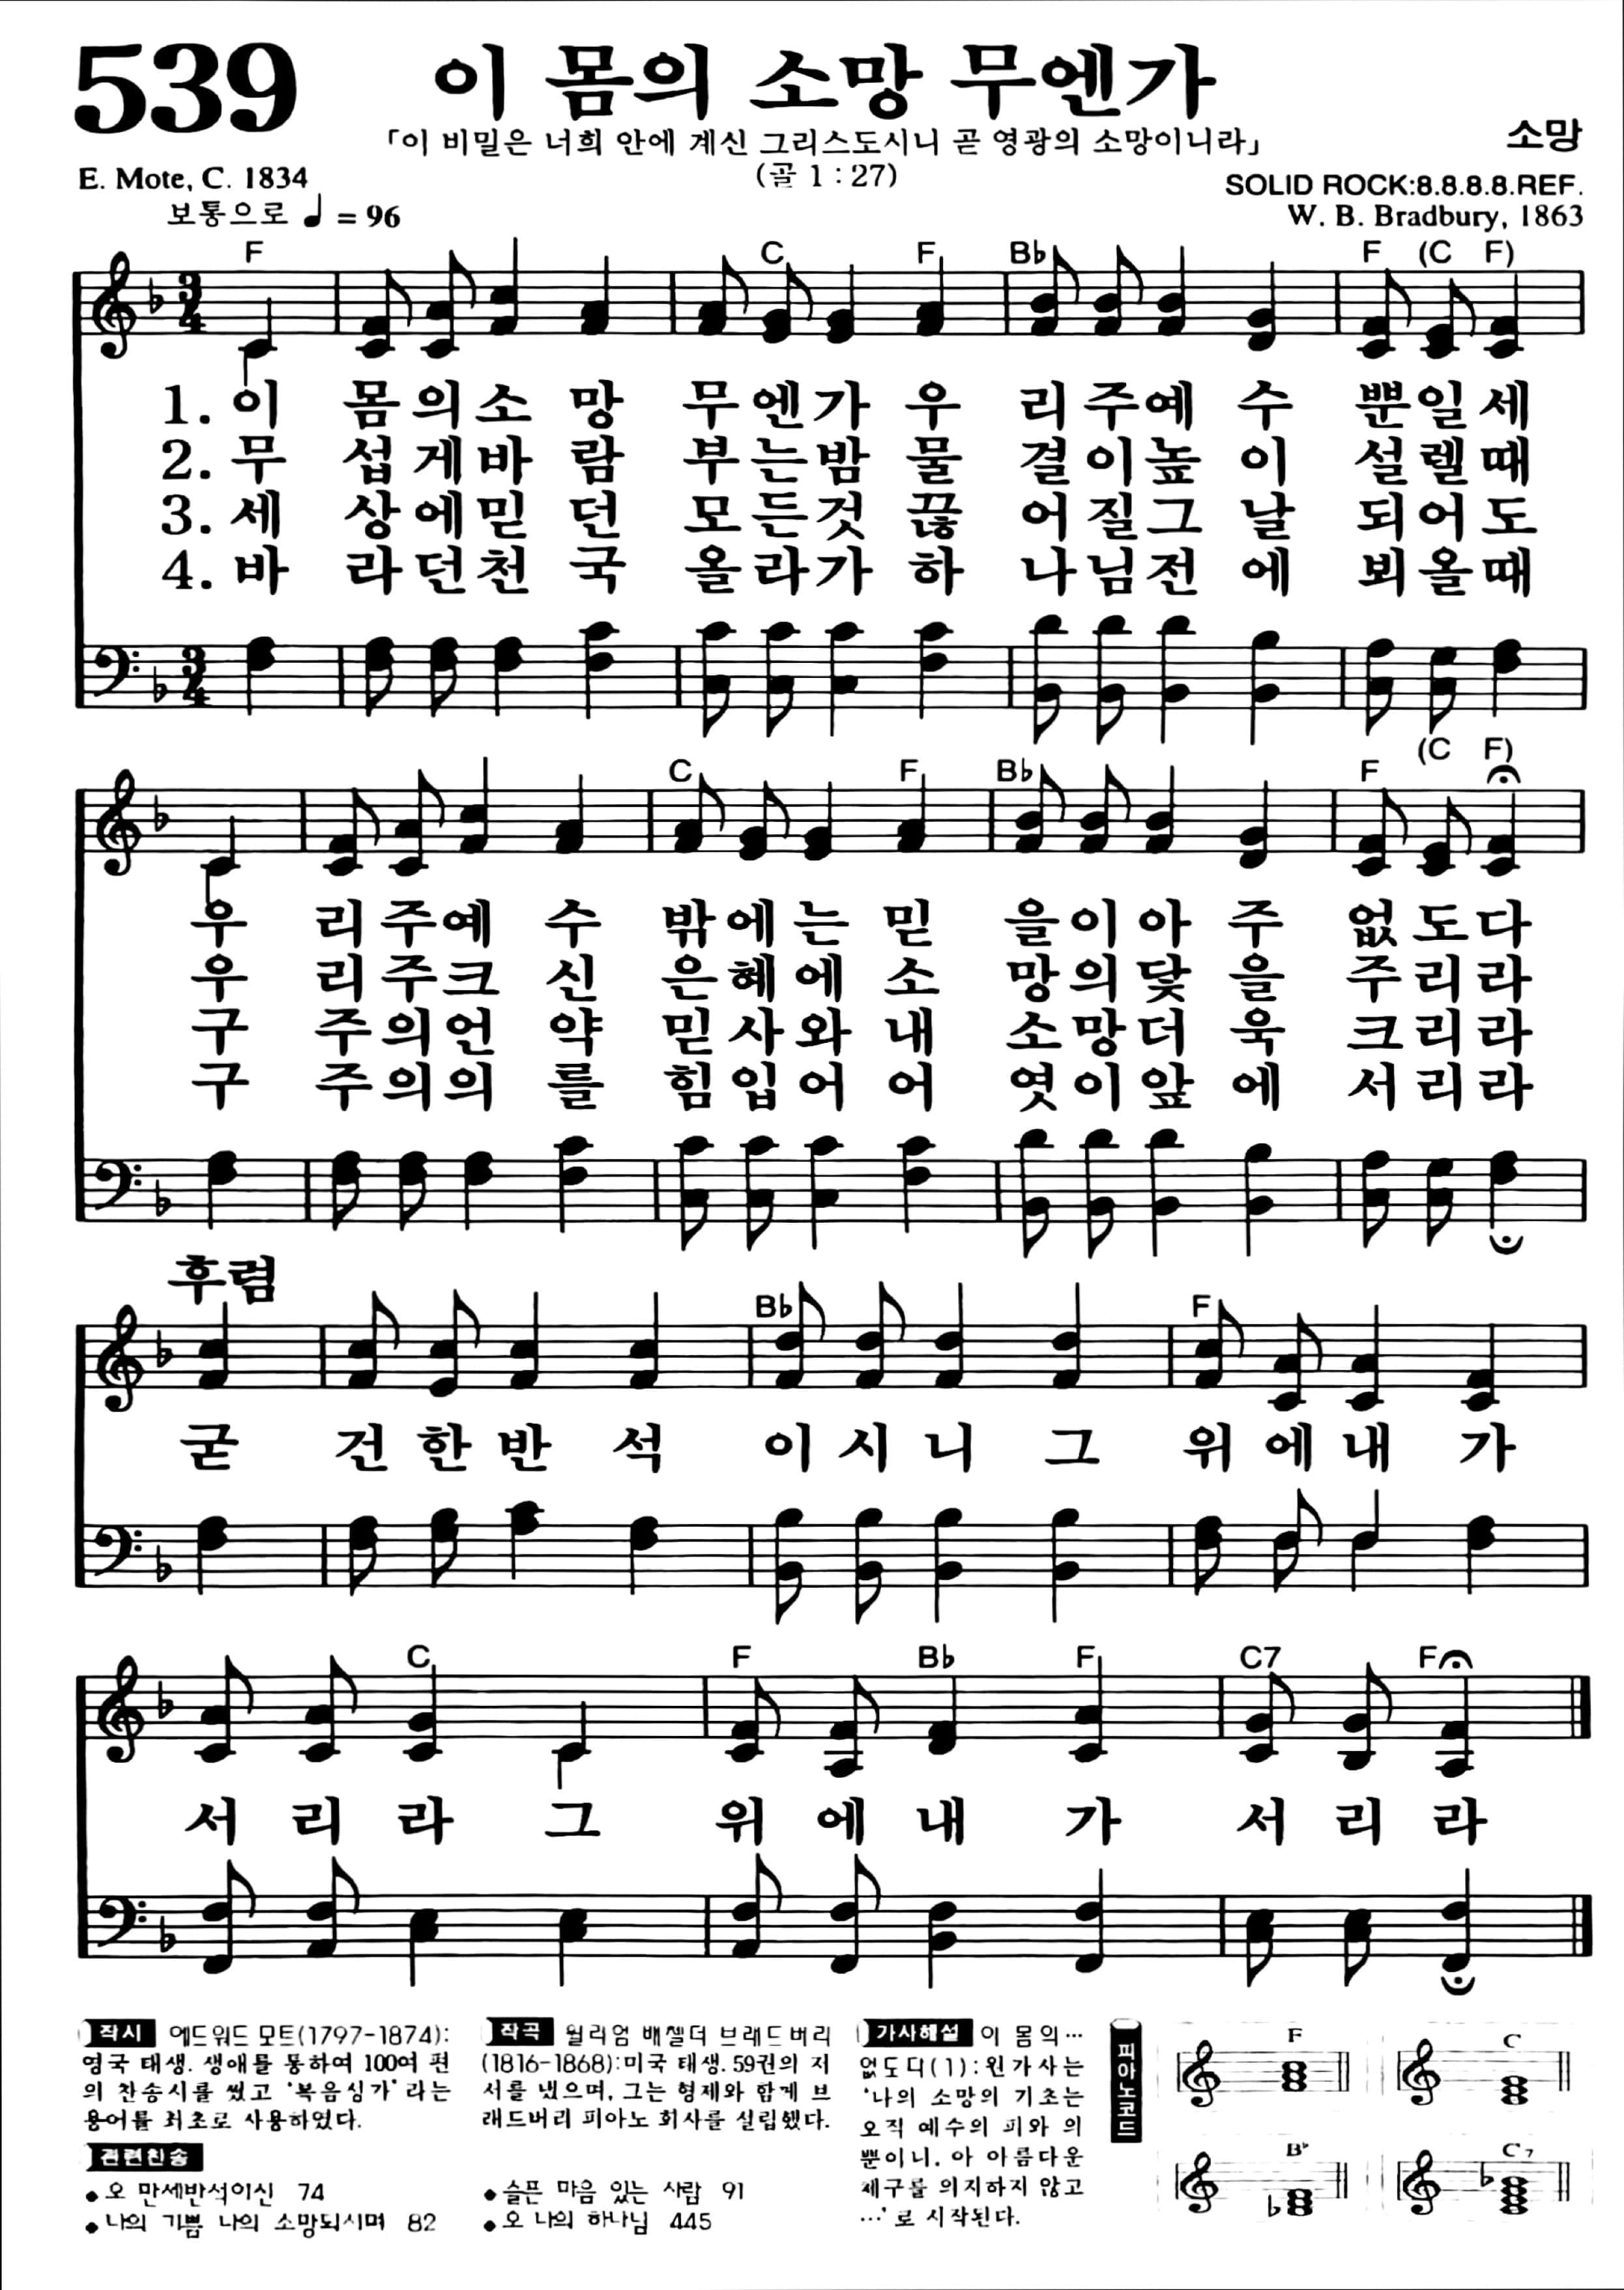 539
이 몸의 소망 무엔가
「이 비밀은 너희 안에 계신 그리스도시니 곧 영광의 소망이니라」
(골 1 : 27)
소망
E. Mote, C. 1834
SOLID ROCK:8.8.8.8.REF.
보통으로 ♩ = 96
W. B. Bradbury, 1863
F C F B♭ F (C F)
1. 이 몸의소 망 무엔가 우 리주예 수 뿐일세
2. 무 섭게바 람 부는밤 물 결이높 이 설렐때
3. 세 상에믿 던 모든것 끊 어질그 날 되어도
4. 바 라던천 국 올라가 하 나님전 에 뵈올때
C F B♭ F (C F)
우 리주예 수 밖에는 믿 을이아 주 없도다
우 리주크 신 은혜에 소 망의닻 을 주리라
구 주의언 약 믿사와 내 소망더 욱 크리라
구 주의의 를 힘입어 어 엿이앞 에 서리라
후렴
B♭ F
굳 건한반 석 이시니 그 위에내 가
C F B♭ F C7 F
서 리 라 그 위 에 내 가 서 리 라
작시 에드워드 모트(1797-1874):
영국 태생. 생애를 통하여 100여 편
의 찬송시를 썼고 '복음성가' 라는
용어를 최초로 사용하였다.
관련찬송
● 오 만세반석이신 74
● 나의 기쁨 나의 소망되시며 82
작곡 윌리엄 배첼더 브래드버리
(1816-1868):미국 태생. 59권의 저
서를 냈으며, 그는 형제와 함께 브
래드버리 피아노 회사를 설립했다.
● 슬픈 마음 있는 사람 91
● 오 나의 하나님 445
가사해설 이 몸의…
없도다(1):원가사는
'나의 소망의 기초는
오직 예수의 피와 의
뿐이니. 아 아름다운
체구를 의지하지 않고
…'로 시작된다.
피아노코드
F C
B♭ C7